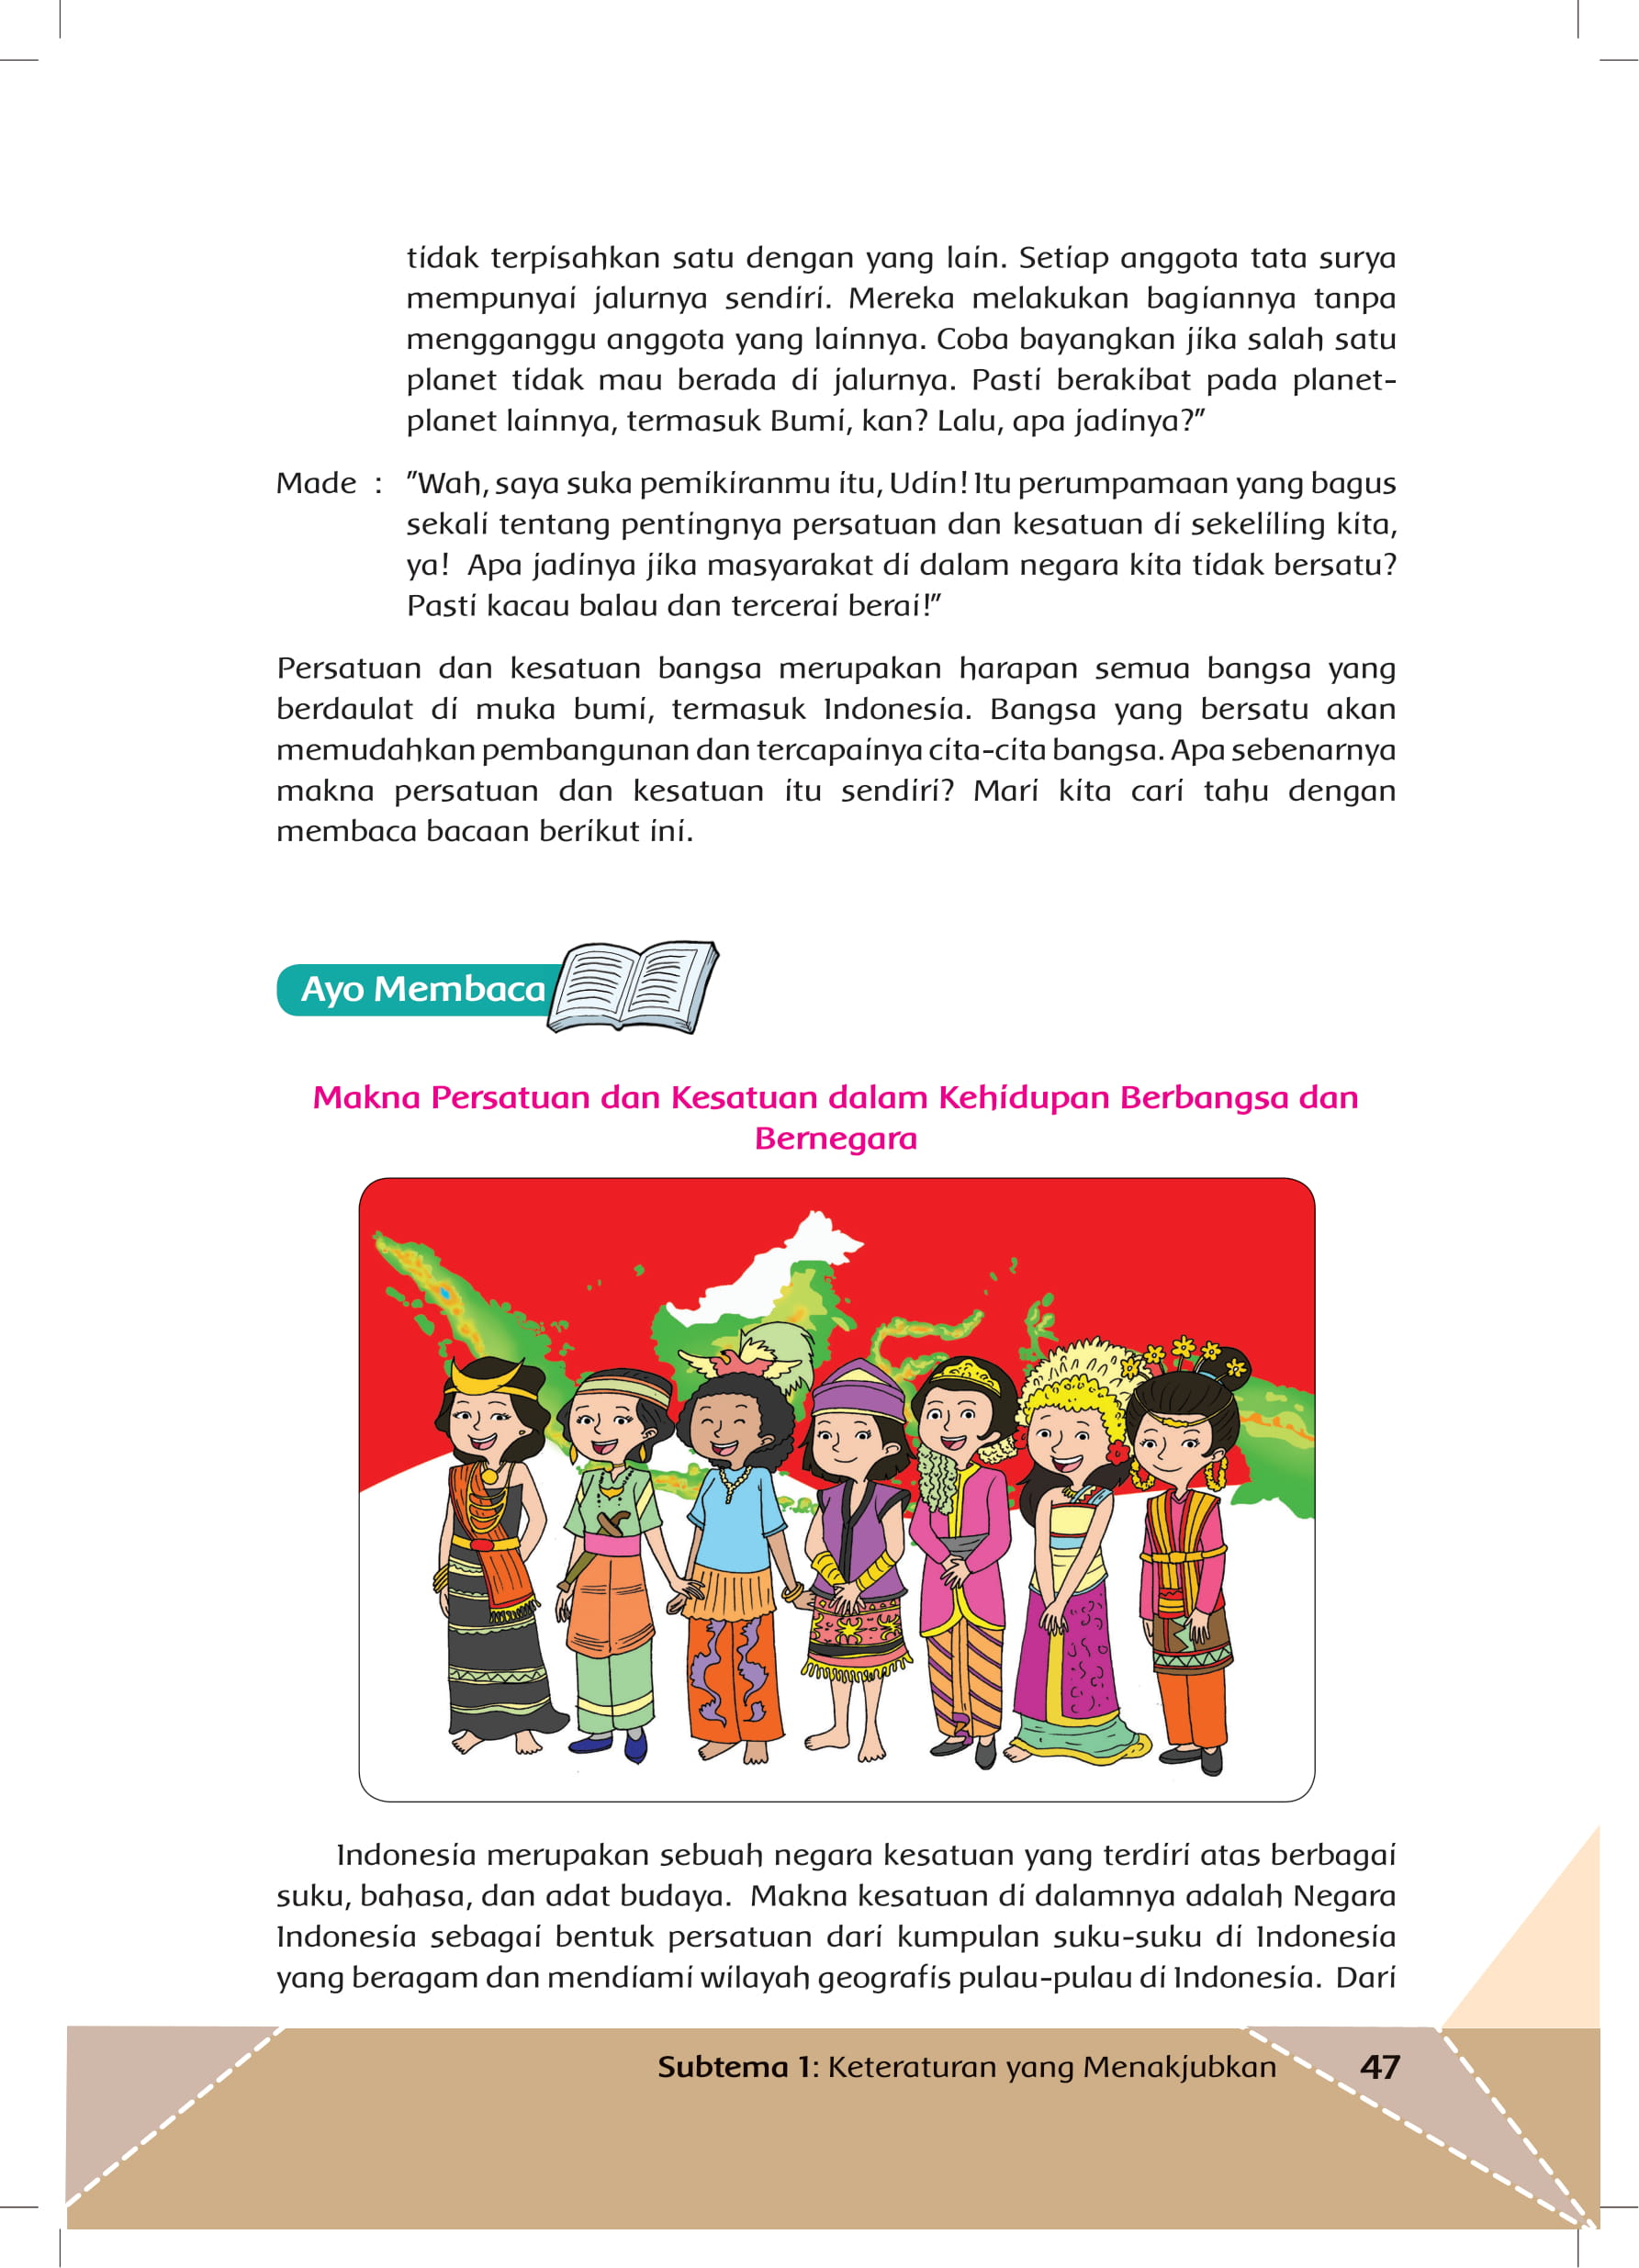 tidak terpisahkan satu dengan yang lain. Setiap anggota tata surya
mempunyai jalurnya sendiri. Mereka melakukan bagiannya tanpa
mengganggu anggota yang lainnya. Coba bayangkan jika salah satu
planet tidak mau berada di jalurnya. Pasti berakibat pada planet-
planet lainnya, termasuk Bumi, kan? Lalu, apa jadinya?”
Made : ”Wah, saya suka pemikiranmu itu, Udin! Itu perumpamaan yang bagus
sekali tentang pentingnya persatuan dan kesatuan di sekeliling kita,
ya! Apa jadinya jika masyarakat di dalam negara kita tidak bersatu?
Pasti kacau balau dan tercerai berai!”
Persatuan dan kesatuan bangsa merupakan harapan semua bangsa yang
berdaulat di muka bumi, termasuk Indonesia. Bangsa yang bersatu akan
memudahkan pembangunan dan tercapainya cita-cita bangsa. Apa sebenarnya
makna persatuan dan kesatuan itu sendiri? Mari kita cari tahu dengan
membaca bacaan berikut ini.
Ayo Membaca
Makna Persatuan dan Kesatuan dalam Kehidupan Berbangsa dan
Bernegara
Indonesia merupakan sebuah negara kesatuan yang terdiri atas berbagai
suku, bahasa, dan adat budaya. Makna kesatuan di dalamnya adalah Negara
Indonesia sebagai bentuk persatuan dari kumpulan suku-suku di Indonesia
yang beragam dan mendiami wilayah geografis pulau-pulau di Indonesia. Dari
Subtema 1: Keteraturan yang Menakjubkan 47